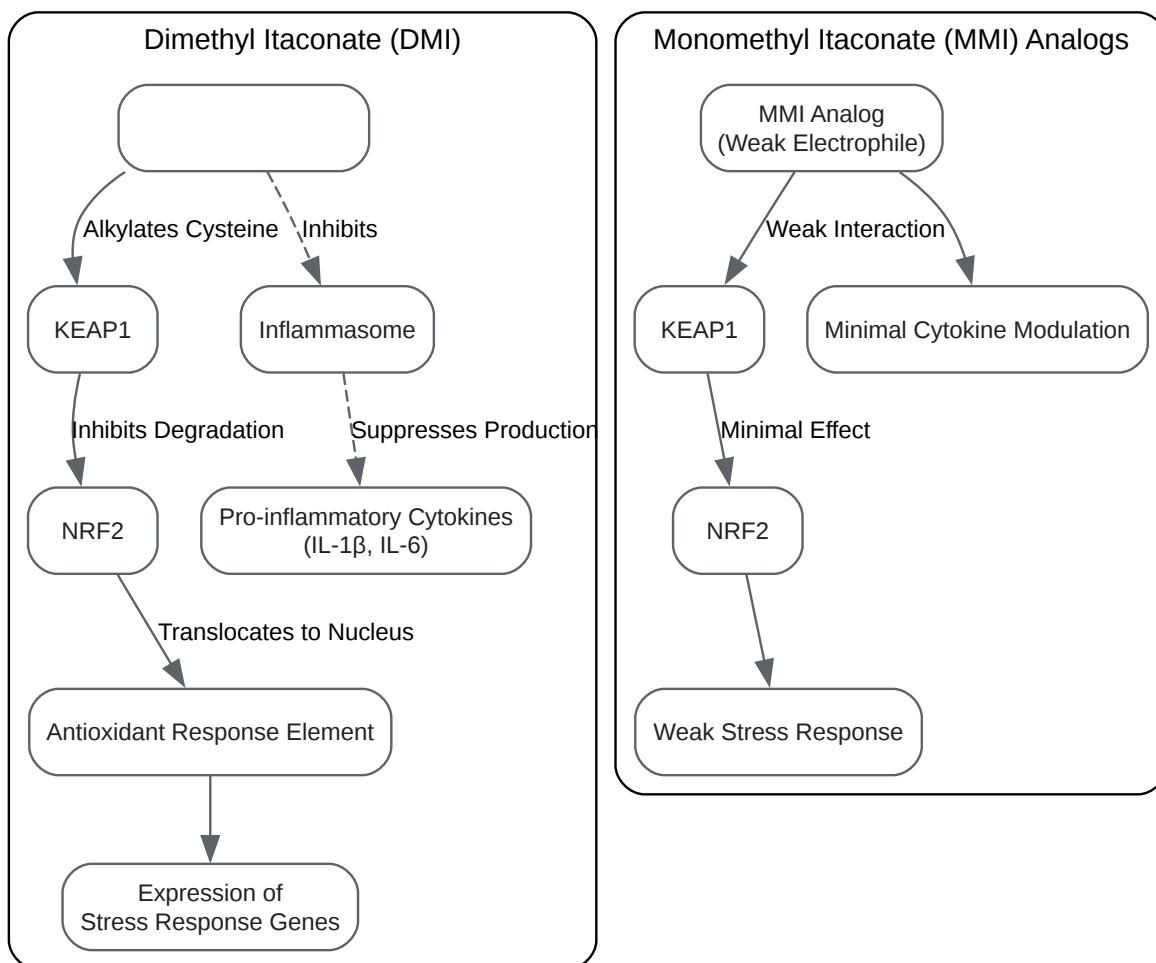 Dimethyl Itaconate (DMI)
Alkylates Cysteine
Inhibits
KEAP1
Inflammasome
Inhibits Degradation
Suppresses Production
NRF2
Pro-inflammatory Cytokines
(IL-1β, IL-6)
Translocates to Nucleus
Antioxidant Response Element
Expression of
Stress Response Genes
Monomethyl Itaconate (MMI) Analogs
MMI Analog
(Weak Electrophile)
Weak Interaction
KEAP1
Minimal Cytokine Modulation
Minimal Effect
NRF2
Weak Stress Response